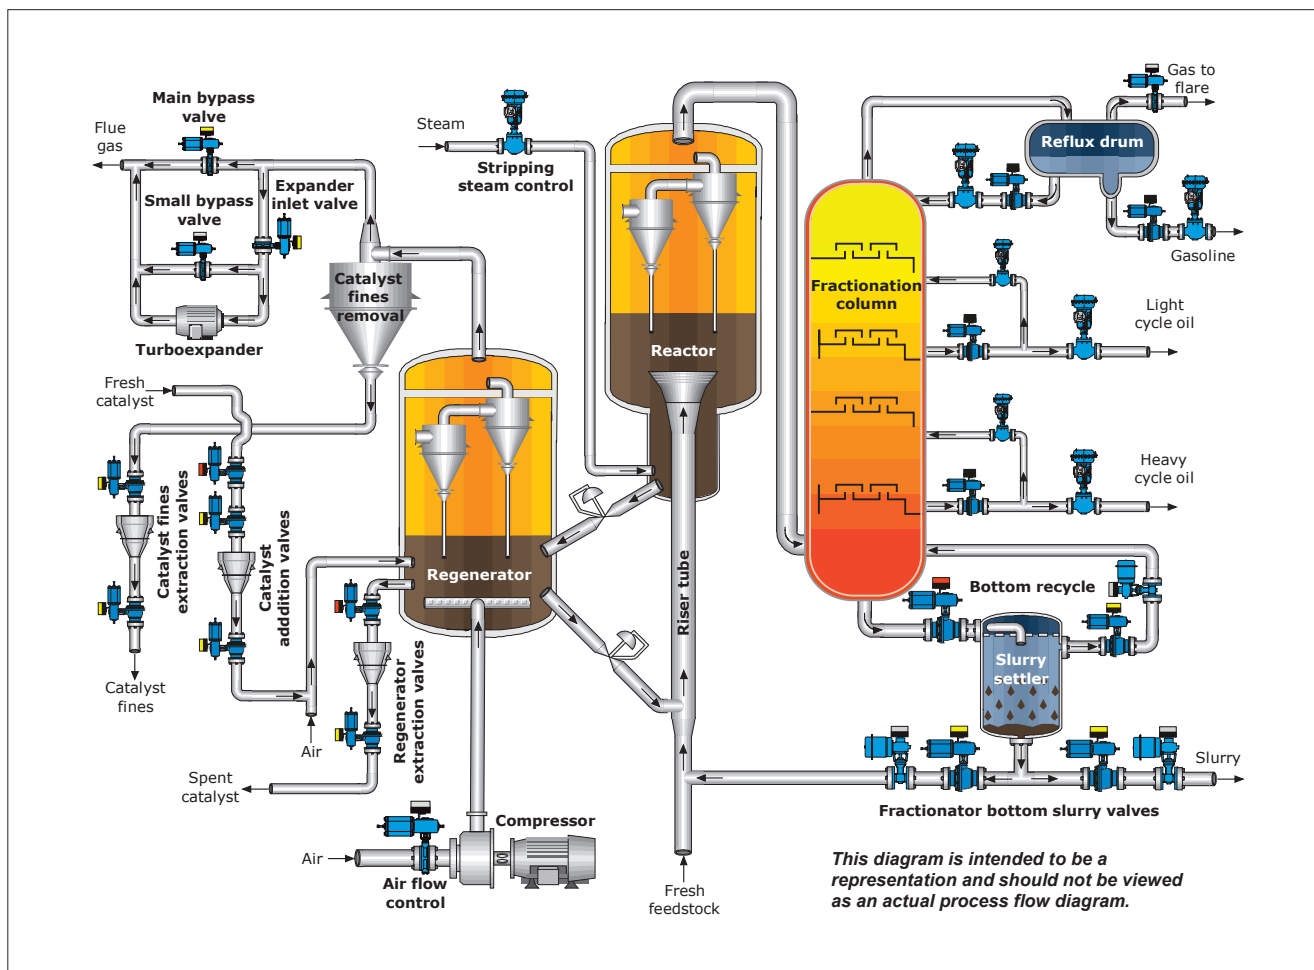 Main bypass
valve
Flue
gas
Small bypass
valve
Expander
inlet valve
Turboexpander
Steam
Stripping
steam control
Catalyst
fines
removal
Fresh
catalyst
Catalyst fines
extraction valves
Catalyst
addition valves
Catalyst
fines
Air
Regenerator
Regenerator
extraction valves
Spent
catalyst
Air
Air flow
control
Compressor
Reactor
Riser tube
Fresh
feedstock
Fractionation
column
Reflux drum
Gas to
flare
Gasoline
Light
cycle oil
Heavy
cycle oil
Bottom recycle
Slurry
settler
Slurry
Fractionator bottom slurry valves
This diagram is intended to be a
representation and should not be viewed
as an actual process flow diagram.